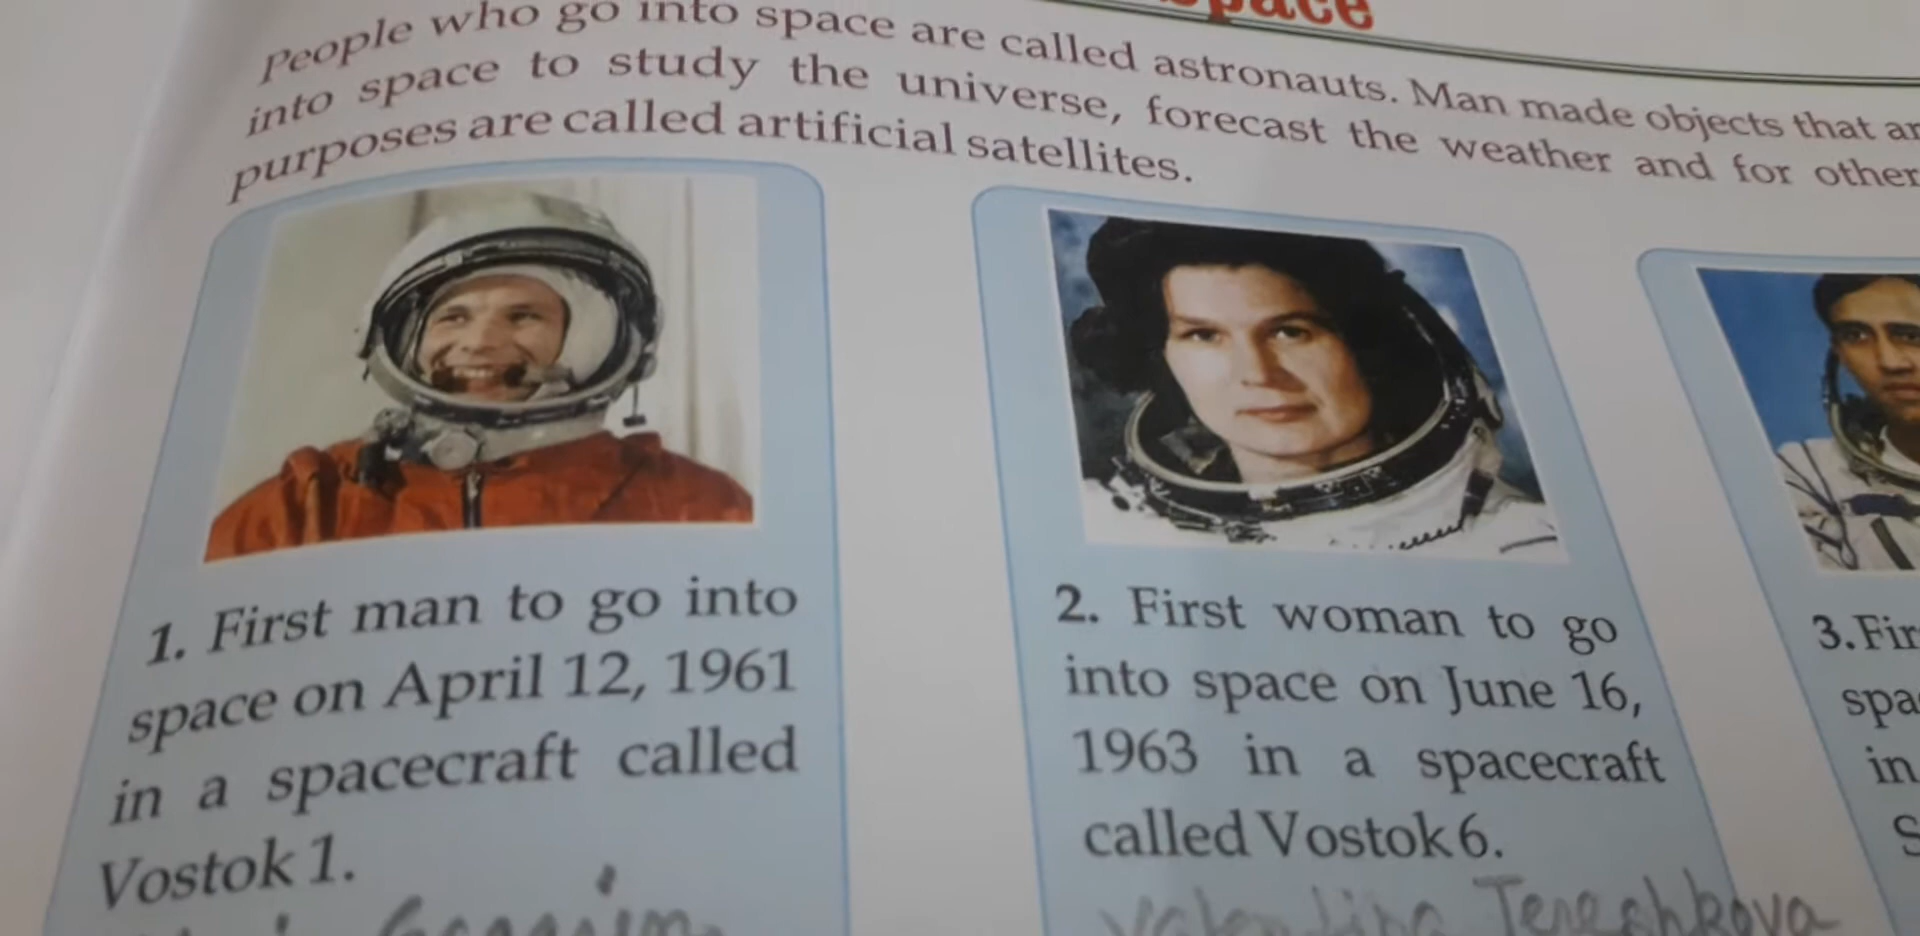 space
People who go into space are called astronauts. Man made objects that
into space to study the universe, forecast the weather and for other
purposes are called artificial satellites.
1. First man to go into
space on April 12, 1961
in a spacecraft called
Vostok 1.
2. First woman to go
into space on June 16,
1963 in a spacecraft
called Vostok 6.
Valentina Tereshkova
3.
in